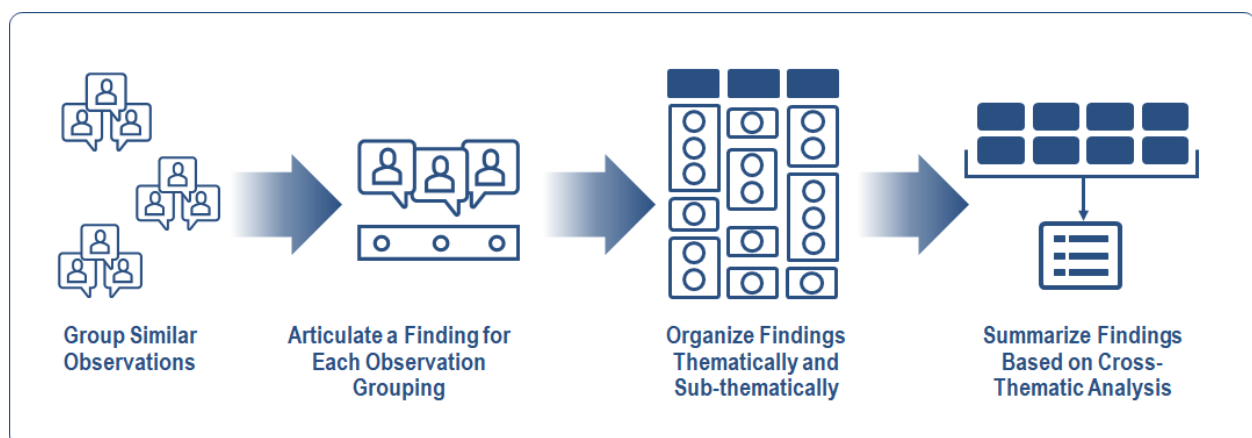 Group Similar
Observations
Articulate a Finding for
Each Observation
Grouping
Organize Findings
Thematically and
Sub-thematically
Summarize Findings
Based on Cross-
Thematic Analysis